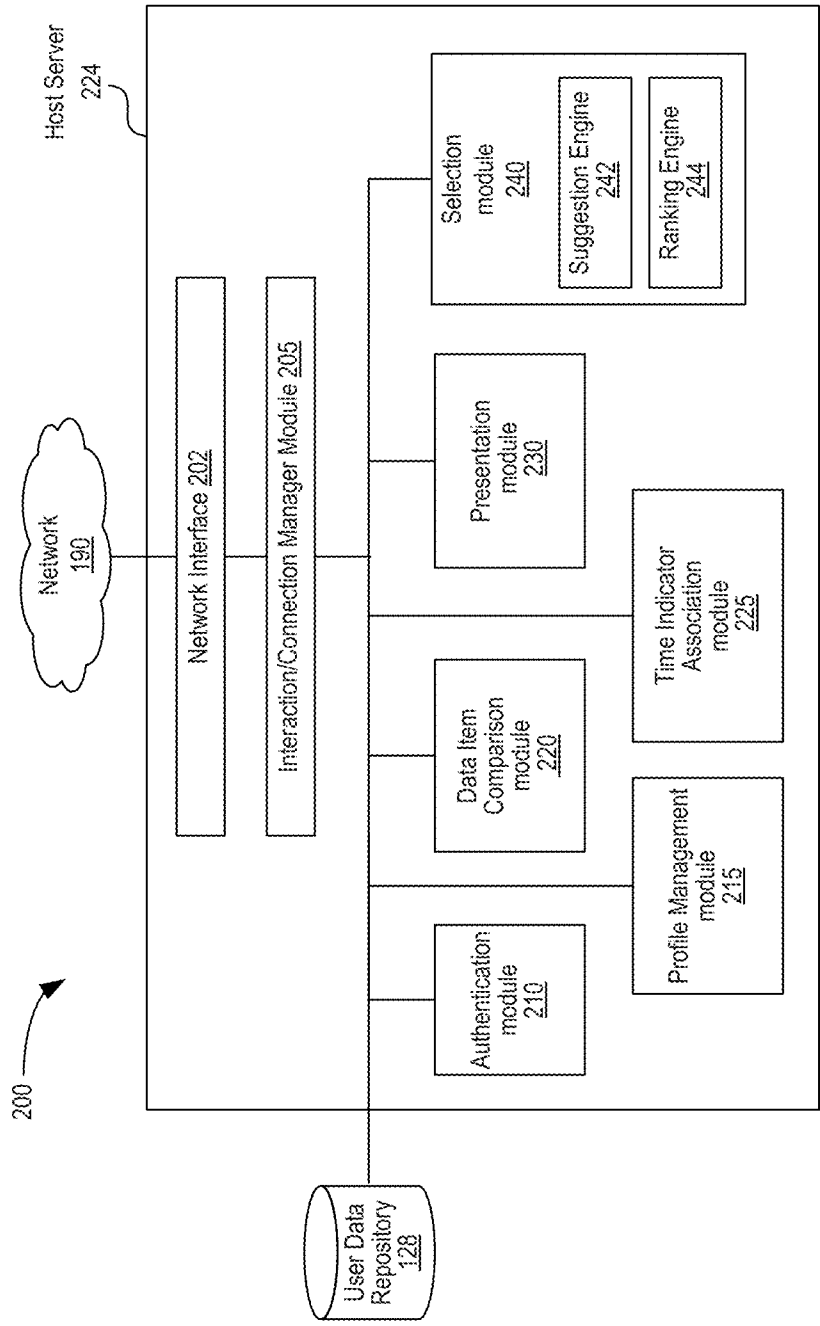 200
Network
190
Host Server
224
Network Interface 202
Interaction/Connection Manager Module 205
User Data
Repository
128
Authentication
module
210
Data Item
Comparison
module
220
Presentation
module
230
Selection
module
240
Suggestion Engine
242
Ranking Engine
244
Profile Management
module
215
Time Indicator
Association
module
225